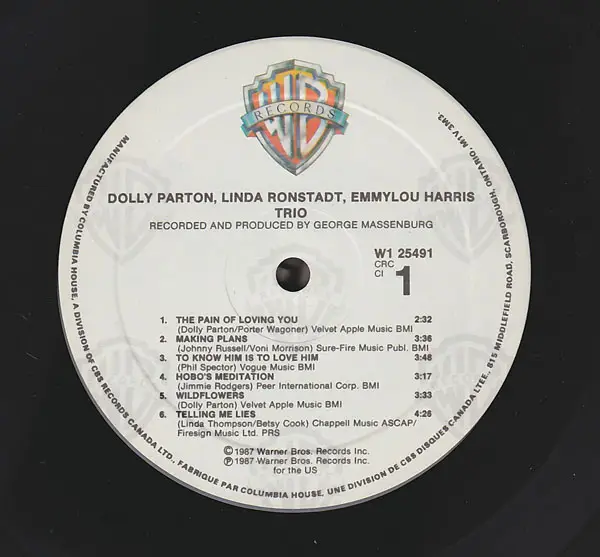 WB
RECORDS
DOLLY PARTON, LINDA RONSTADT, EMMYLOU HARRIS
TRIO
RECORDED AND PRODUCED BY GEORGE MASSENBURG
W1 25491
CRC
CI
1
1. THE PAIN OF LOVING YOU 2:32
(Dolly Parton/Porter Wagoner) Velvet Apple Music BMI
2. MAKING PLANS 3:36
(Johnny Russell/Voni Morrison) Sure-Fire Music Publ. BMI
3. TO KNOW HIM IS TO LOVE HIM 3:48
(Phil Spector) Vogue Music BMI
4. HOBO'S MEDITATION 3:17
(Jimmie Rodgers) Peer International Corp. BMI
5. WILDFLOWERS 3:33
(Dolly Parton) Velvet Apple Music BMI
6. TELLING ME LIES 4:26
(Linda Thompson/Betsy Cook) Chappell Music ASCAP/
Firesign Music Ltd. PRS
© 1987 Warner Bros. Records Inc.
℗ 1987 Warner Bros. Records Inc.
for the US
MANUFACTURED BY COLUMBIA HOUSE, A DIVISION OF CBS RECORDS CANADA LTD., FABRIQUE PAR COLUMBIA HOUSE, UNE DIVISION DE CBS DISQUES CANADA LTEE., 815 MIDDLEFIELD ROAD, SCARBOROUGH, ONTARIO, M1V 3M3.